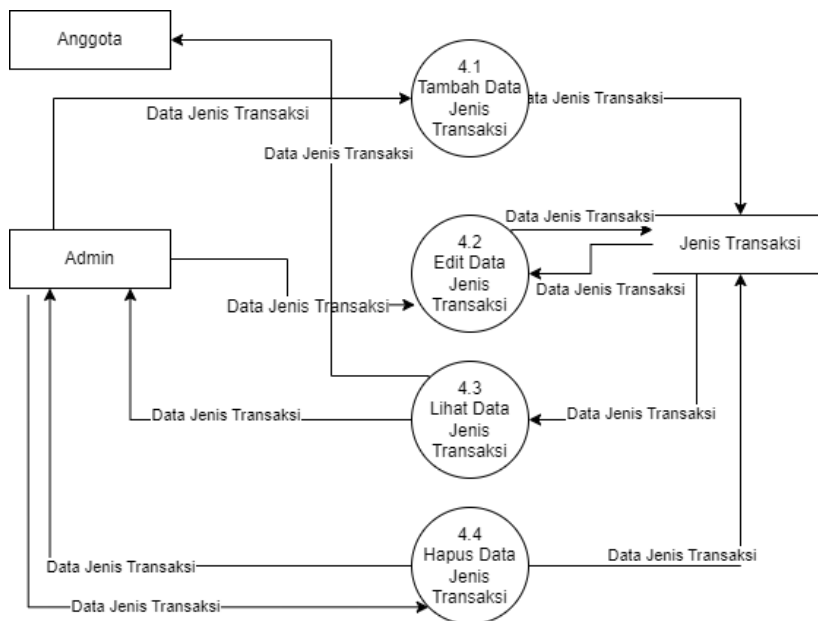 Anggota
4.1
Tambah Data
Jenis
Transaksi
Data Jenis Transaksi
ata Jenis Transaksi
Data Jenis Transaksi
Admin
4.2
Edit Data
Jenis
Transaksi
Data Jenis Transaksi
Jenis Transaksi
Data Jenis Transaksi
Data Jenis Transaksi
4.3
Lihat Data
Jenis
Transaksi
Data Jenis Transaksi
Data Jenis Transaksi
4.4
Hapus Data
Jenis
Transaksi
Data Jenis Transaksi
Data Jenis Transaksi
Data Jenis Transaksi